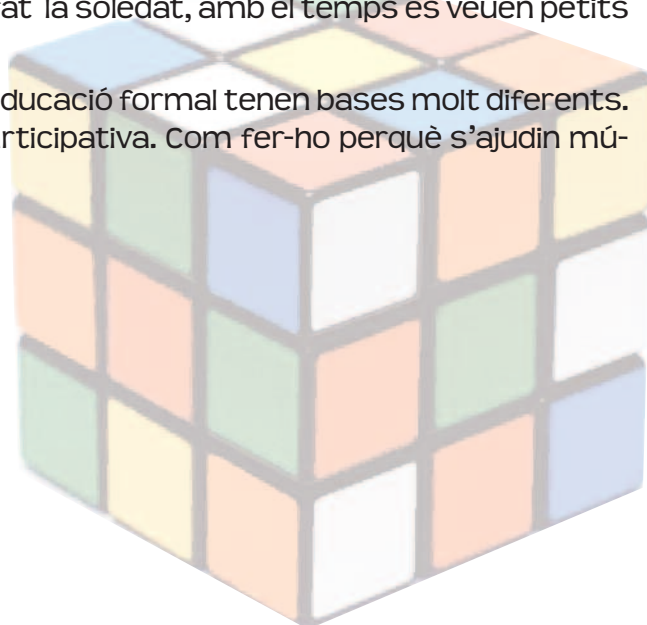 at la soledat, amb el temps es veuen petits
ducació formal tenen bases molt diferents.
rticipativa. Com fer-ho perquè s'ajudin mú-